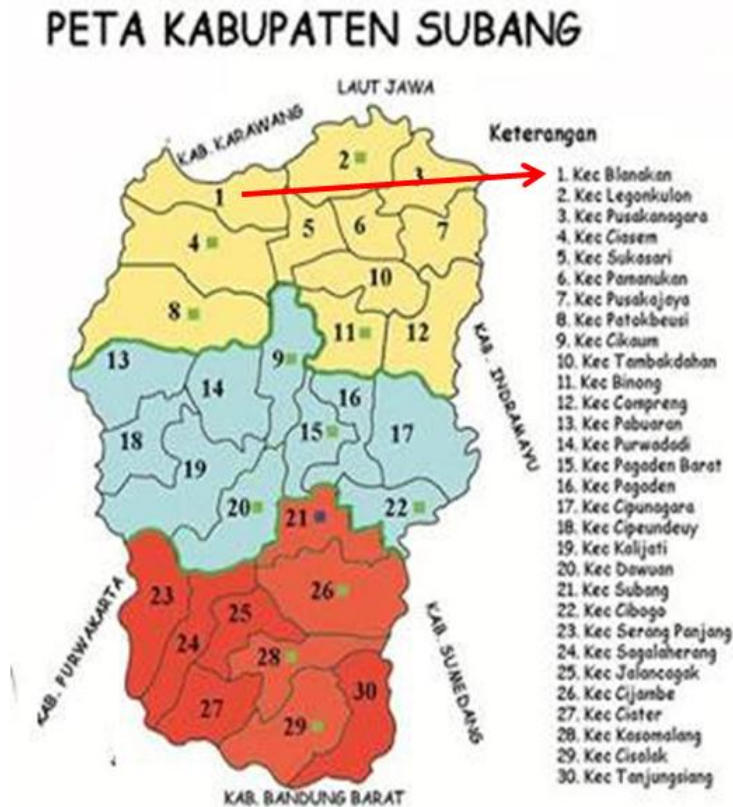 PETA KABUPATEN SUBANG
LAUT JAWA
KAB. KARAWANG
Keterangan
1. Kec Blanakan
2. Kec Legonkulon
3. Kec Pusakanagara
4. Kec Ciasem
5. Kec Sukasari
6. Kec Pamanukan
7. Kec Pusakajaya
8. Kec Patokbeusi
9. Kec Cikaum
10. Kec Tambakdahan
11. Kec Binong
12. Kec Compreng
13. Kec Pabuaran
14. Kec Purwadadi
15. Kec Pagaden Barat
16. Kec Pagaden
17. Kec Cipunagara
18. Kec Cipeundeuy
19. Kec Kalijati
20. Kec Dawuan
21. Kec Subang
22. Kec Cibogo
23. Kec Serang Panjang
24. Kec Sagalaherang
25. Kec Jalancagak
26. Kec Cijambe
27. Kec Ciater
28. Kec Kasomalang
29. Kec Cisalak
30. Kec Tanjungsiang
1
2
3
4
5
6
7
8
9
10
11
12
13
14
15
16
17
18
19
20
21
22
23
24
25
26
27
28
29
30
KAB. INDRAMAYU
KAB. PURWAKARTA
KAB. SUMEDANG
KAB. BANDUNG BARAT